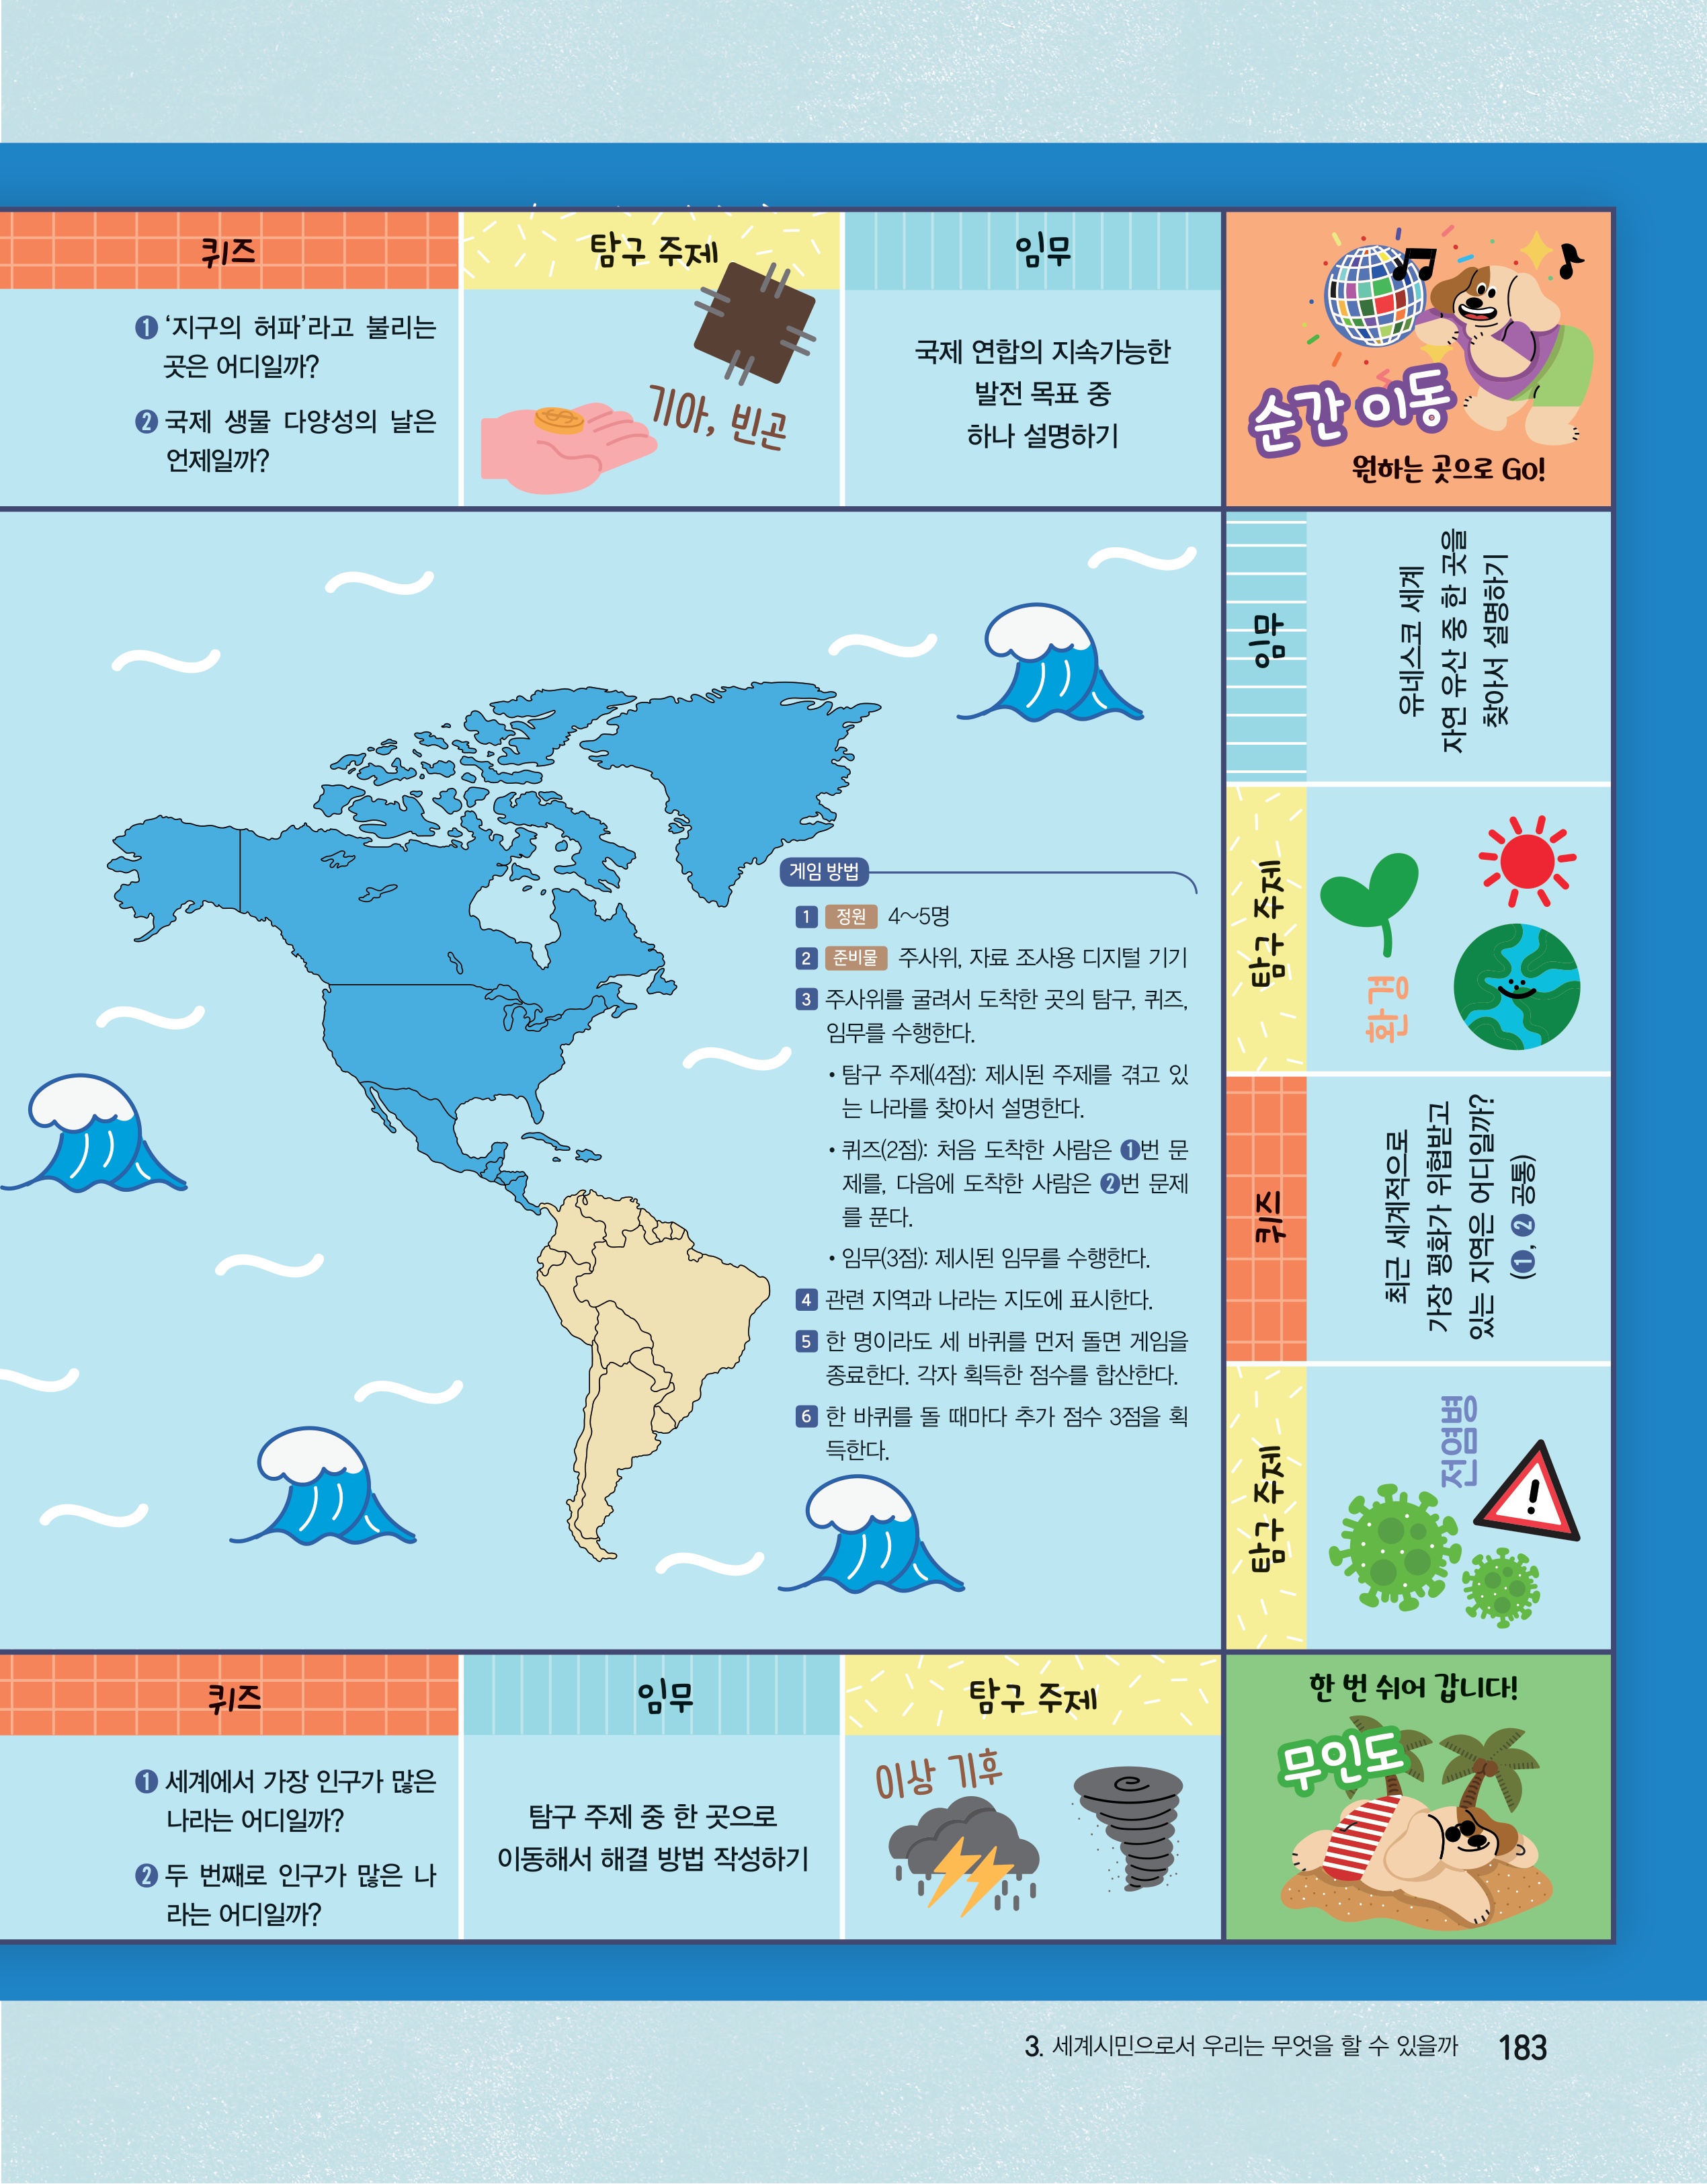 퀴즈
❶ ‘지구의 허파’라고 불리는
곳은 어디일까?
❷ 국제 생물 다양성의 날은
언제일까?
탐구 주제
기아, 빈곤
임무
국제 연합의 지속가능한
발전 목표 중
하나 설명하기
순간 이동
원하는 곳으로 Go!
임무
유네스코 세계
자연 유산 중 한 곳을
찾아서 설명하기
탐구 주제
환경
퀴즈
최근 세계적으로
가장 평화가 위협받고
있는 지역은 어디일까?
(❶, ❷ 공통)
탐구 주제
전염병
게임 방법
1 정원 4～5명
2 준비물 주사위, 자료 조사용 디지털 기기
3 주사위를 굴려서 도착한 곳의 탐구, 퀴즈,
임무를 수행한다.
• 탐구 주제(4점): 제시된 주제를 겪고 있
는 나라를 찾아서 설명한다.
• 퀴즈(2점): 처음 도착한 사람은 ❶번 문
제를, 다음에 도착한 사람은 ❷번 문제
를 푼다.
• 임무(3점): 제시된 임무를 수행한다.
4 관련 지역과 나라는 지도에 표시한다.
5 한 명이라도 세 바퀴를 먼저 돌면 게임을
종료한다. 각자 획득한 점수를 합산한다.
6 한 바퀴를 돌 때마다 추가 점수 3점을 획
득한다.
퀴즈
❶ 세계에서 가장 인구가 많은
나라는 어디일까?
❷ 두 번째로 인구가 많은 나
라는 어디일까?
임무
탐구 주제 중 한 곳으로
이동해서 해결 방법 작성하기
탐구 주제
이상 기후
한 번 쉬어 갑니다!
무인도
3. 세계시민으로서 우리는 무엇을 할 수 있을까 183